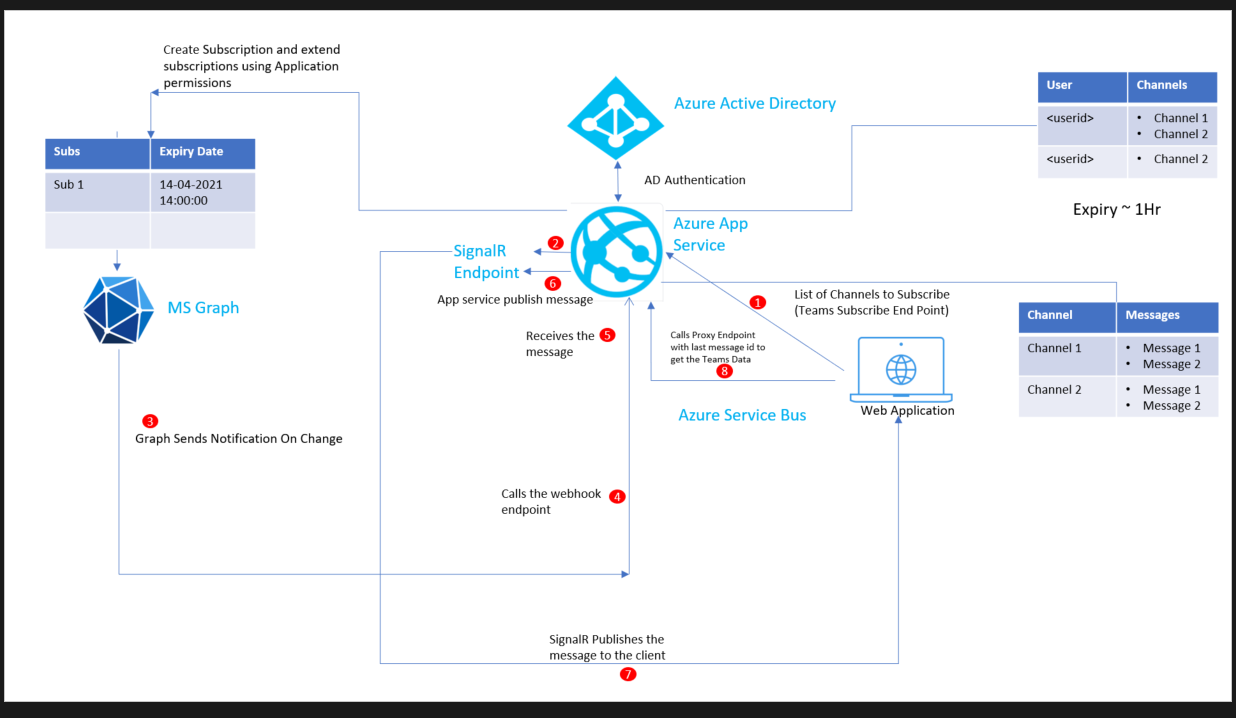 Create Subscription and extend
subscriptions using Application
permissions
Azure Active Directory
User Channels
<userid> • Channel 1
• Channel 2
<userid> • Channel 2
Expiry ~ 1Hr
Subs Expiry Date
Sub 1 14-04-2021
14:00:00
AD Authentication
Azure App
Service
SignalR
Endpoint
2
6
App service publish message
MS Graph
1
List of Channels to Subscribe
(Teams Subscribe End Point)
Receives the
message
5
Calls Proxy Endpoint
with last message id to
get the Teams Data
8
Channel Messages
Channel 1 • Message 1
• Message 2
Channel 2 • Message 1
• Message 2
Web Application
Azure Service Bus
3
Graph Sends Notification On Change
Calls the webhook
endpoint
4
SignalR Publishes the
message to the client
7